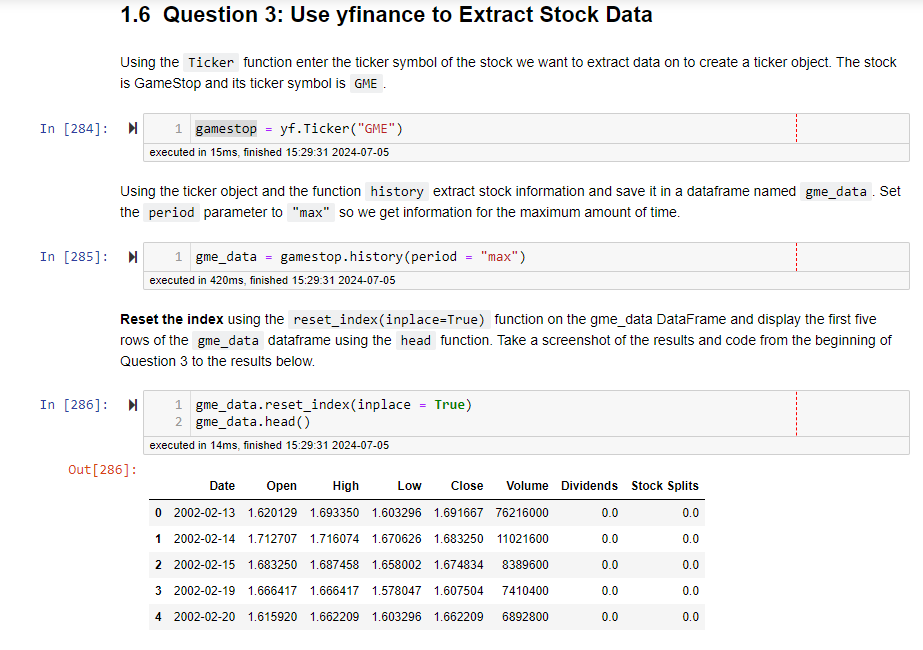 1.6 Question 3: Use yfinance to Extract Stock Data
Using the Ticker function enter the ticker symbol of the stock we want to extract data on to create a ticker object. The stock
is GameStop and its ticker symbol is GME .
In [284]: 1 gamestop = yf.Ticker("GME")
executed in 15ms, finished 15:29:31 2024-07-05
Using the ticker object and the function history extract stock information and save it in a dataframe named gme_data . Set
the period parameter to "max" so we get information for the maximum amount of time.
In [285]: 1 gme_data = gamestop.history(period = "max")
executed in 420ms, finished 15:29:31 2024-07-05
Reset the index using the reset_index(inplace=True) function on the gme_data DataFrame and display the first five
rows of the gme_data dataframe using the head function. Take a screenshot of the results and code from the beginning of
Question 3 to the results below.
In [286]: 1 gme_data.reset_index(inplace = True)
2 gme_data.head()
executed in 14ms, finished 15:29:31 2024-07-05
Out[286]:
Date Open High Low Close Volume Dividends Stock Splits
0 2002-02-13 1.620129 1.693350 1.603296 1.691667 76216000 0.0 0.0
1 2002-02-14 1.712707 1.716074 1.670626 1.683250 11021600 0.0 0.0
2 2002-02-15 1.683250 1.687458 1.658002 1.674834 8389600 0.0 0.0
3 2002-02-19 1.666417 1.666417 1.578047 1.607504 7410400 0.0 0.0
4 2002-02-20 1.615920 1.662209 1.603296 1.662209 6892800 0.0 0.0